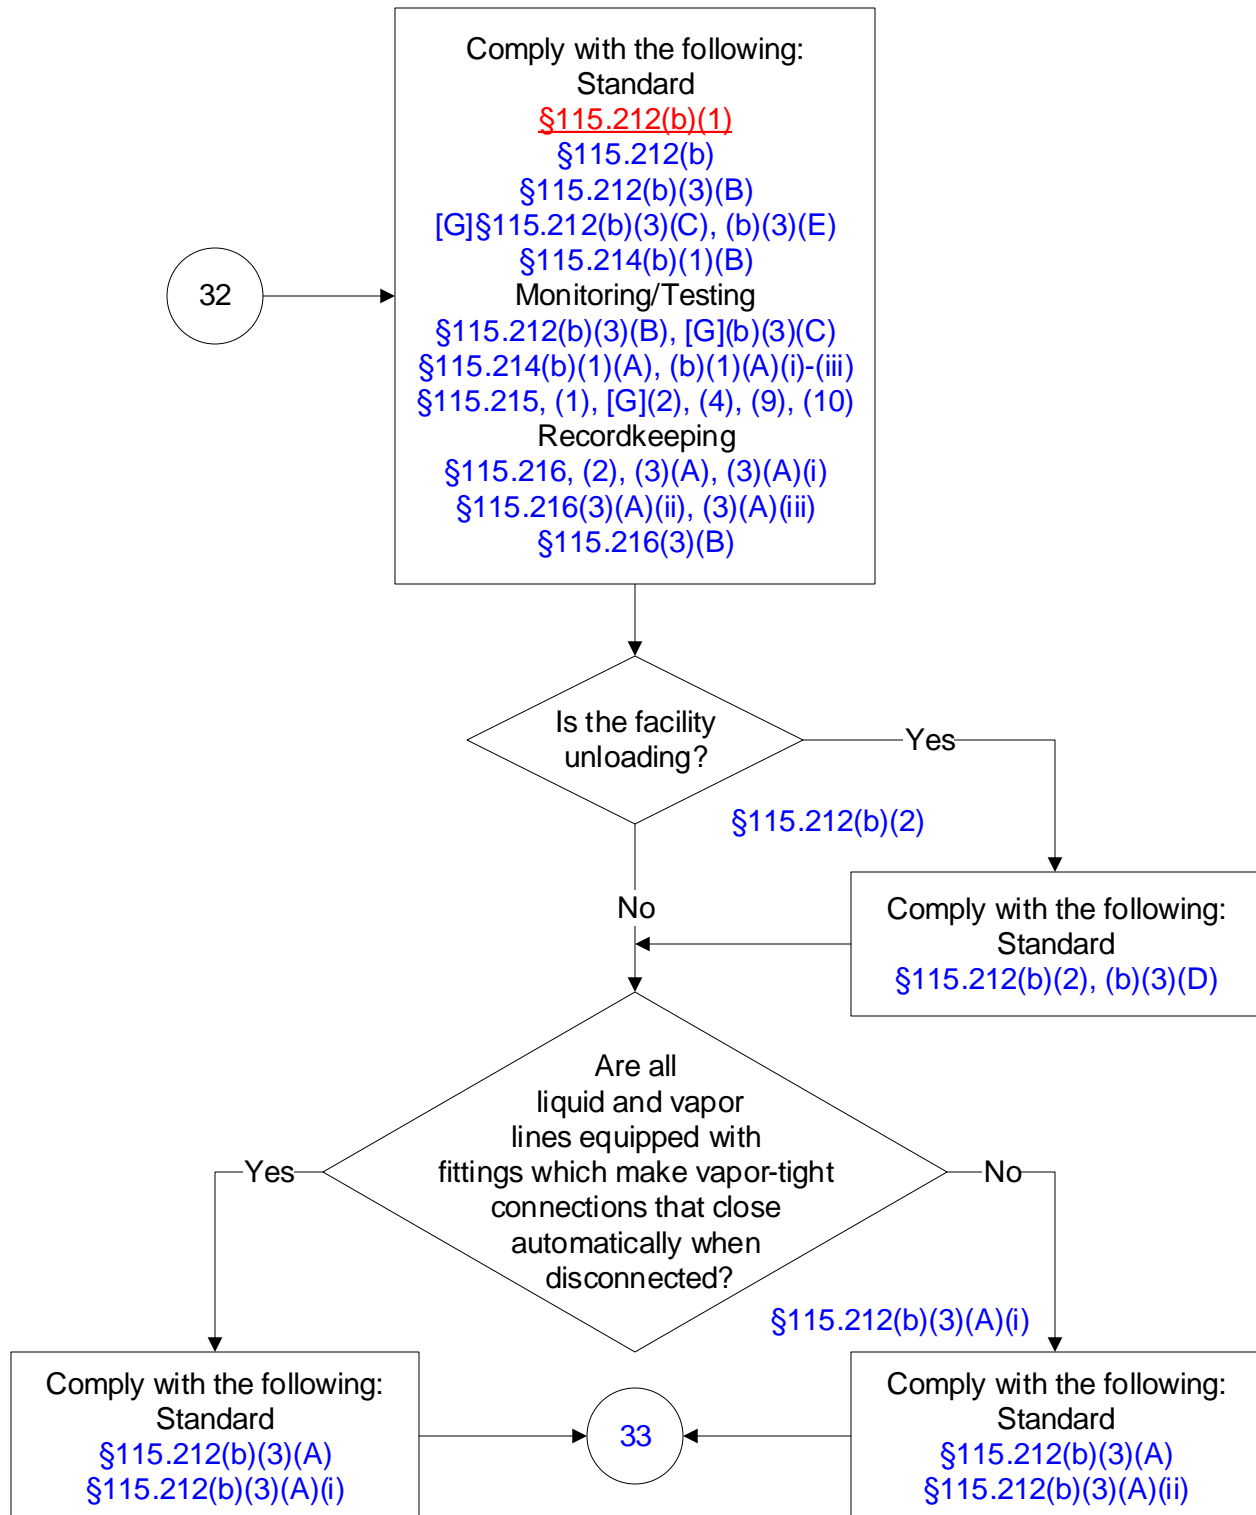 Comply with the following:
Standard
§115.212(b)(1)
§115.212(b)
§115.212(b)(3)(B)
[G]§115.212(b)(3)(C), (b)(3)(E)
§115.214(b)(1)(B)
Monitoring/Testing
§115.212(b)(3)(B), [G](b)(3)(C)
§115.214(b)(1)(A), (b)(1)(A)(i)-(iii)
§115.215, (1), [G](2), (4), (9), (10)
Recordkeeping
§115.216, (2), (3)(A), (3)(A)(i)
§115.216(3)(A)(ii), (3)(A)(iii)
§115.216(3)(B)
32
Is the facility
unloading?
Yes
§115.212(b)(2)
No
Comply with the following:
Standard
§115.212(b)(2), (b)(3)(D)
Are all
liquid and vapor
lines equipped with
fittings which make vapor-tight
connections that close
automatically when
disconnected?
Yes
No
§115.212(b)(3)(A)(i)
Comply with the following:
Standard
§115.212(b)(3)(A)
§115.212(b)(3)(A)(i)
33
Comply with the following:
Standard
§115.212(b)(3)(A)
§115.212(b)(3)(A)(ii)